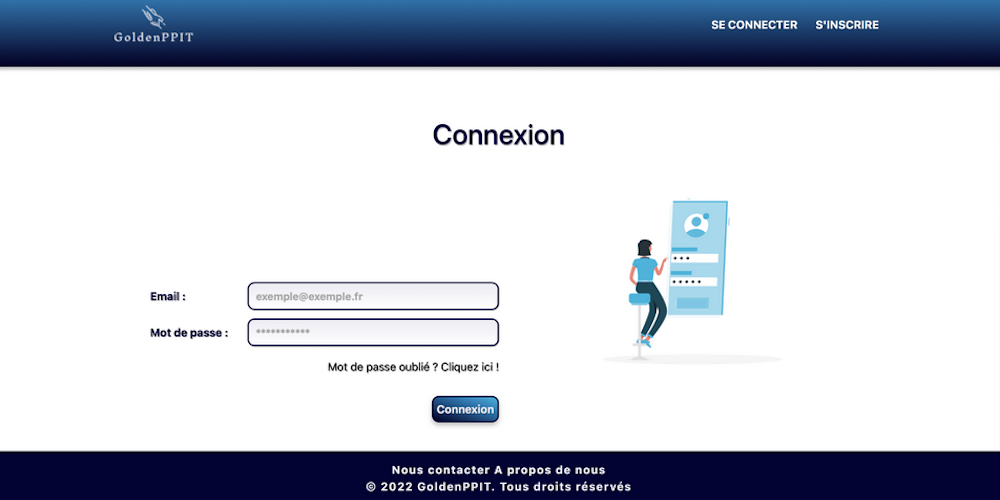 GoldenPPIT
SE CONNECTER S'INSCRIRE
Connexion
Email :
exemple@exemple.fr
Mot de passe :
***********
Mot de passe oublié ? Cliquez ici !
Connexion
Nous contacter A propos de nous
© 2022 GoldenPPIT. Tous droits réservés